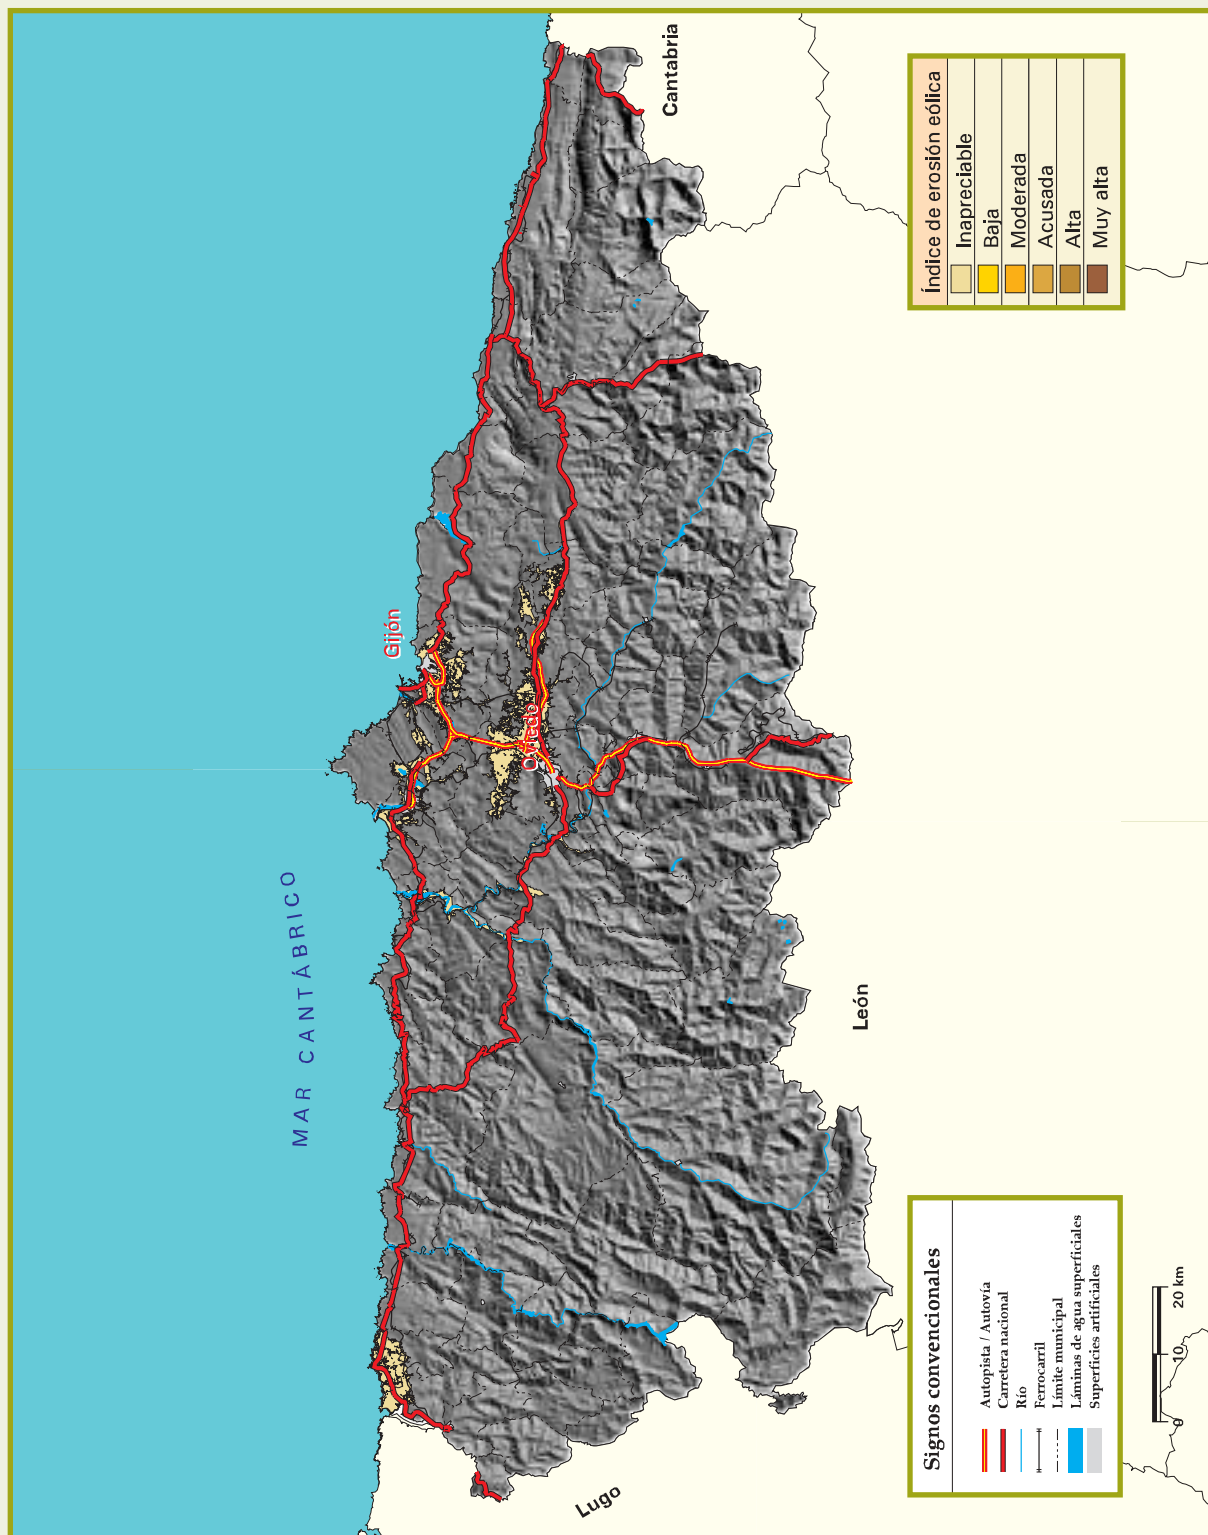 MAR CANTÁBRICO
Gijón
Oviedo
Cantabria
León
Lugo
Signos convencionales
Autopista / Autovía
Carretera nacional
Río
Ferrocarril
Límite municipal
Láminas de agua superficiales
Superficies artificiales
0 10 20 km
Índice de erosión eólica
Inapreciable
Baja
Moderada
Acusada
Alta
Muy alta